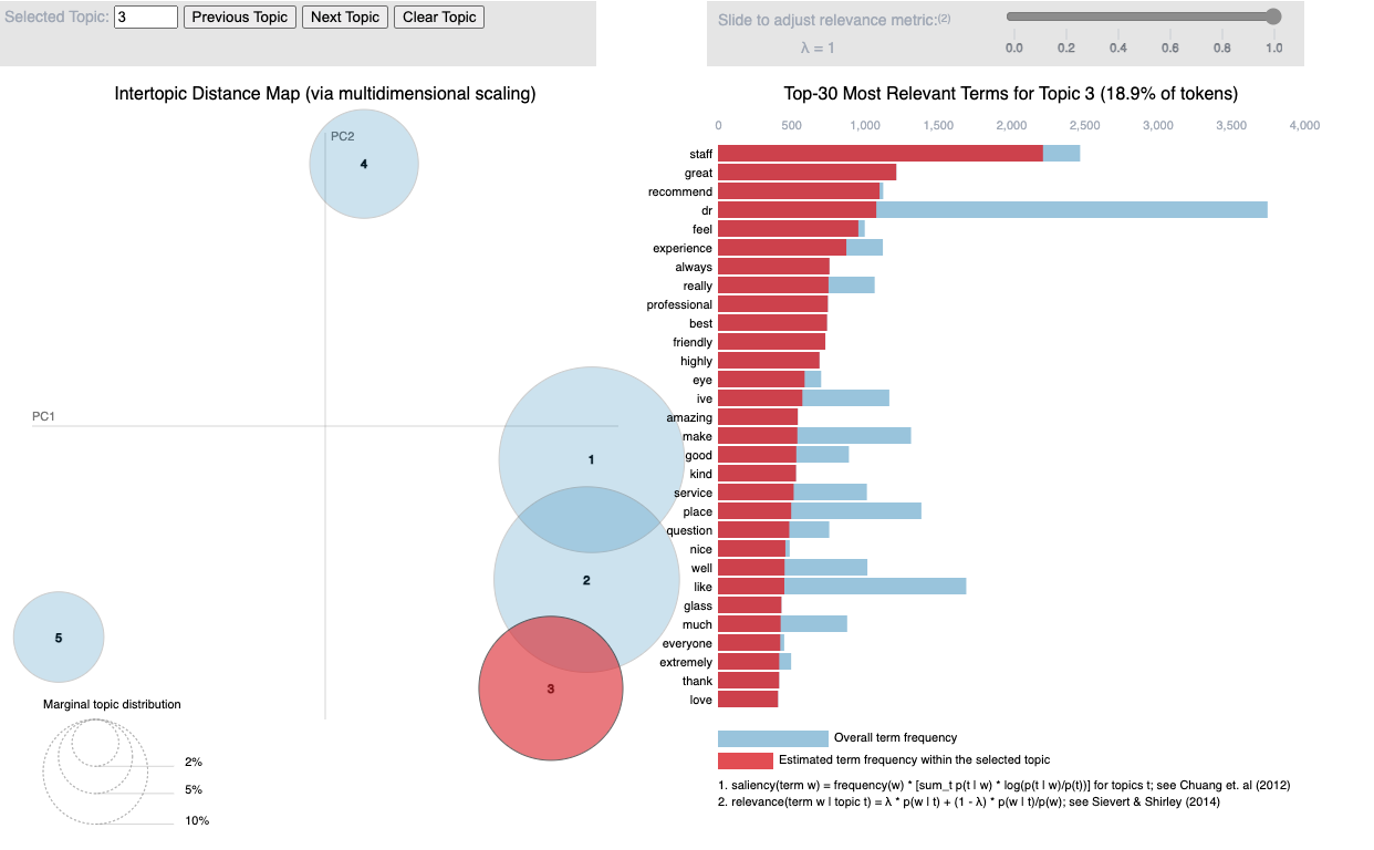 Selected Topic: 3 Previous Topic Next Topic Clear Topic
Slide to adjust relevance metric:(2)
λ = 1
0.0 0.2 0.4 0.6 0.8 1.0
Intertopic Distance Map (via multidimensional scaling)
PC2
PC1
4
1
2
3
5
Marginal topic distribution
2%
5%
10%
Top-30 Most Relevant Terms for Topic 3 (18.9% of tokens)
0 500 1,000 1,500 2,000 2,500 3,000 3,500 4,000
staff
great
recommend
dr
feel
experience
always
really
professional
best
friendly
highly
eye
ive
amazing
make
good
kind
service
place
question
nice
well
like
glass
much
everyone
extremely
thank
love
Overall term frequency
Estimated term frequency within the selected topic
1. saliency(term w) = frequency(w) * [sum_t p(t | w) * log(p(t | w)/p(t))] for topics t; see Chuang et. al (2012)
2. relevance(term w | topic t) = λ * p(w | t) + (1 - λ) * p(w | t)/p(w); see Sievert & Shirley (2014)